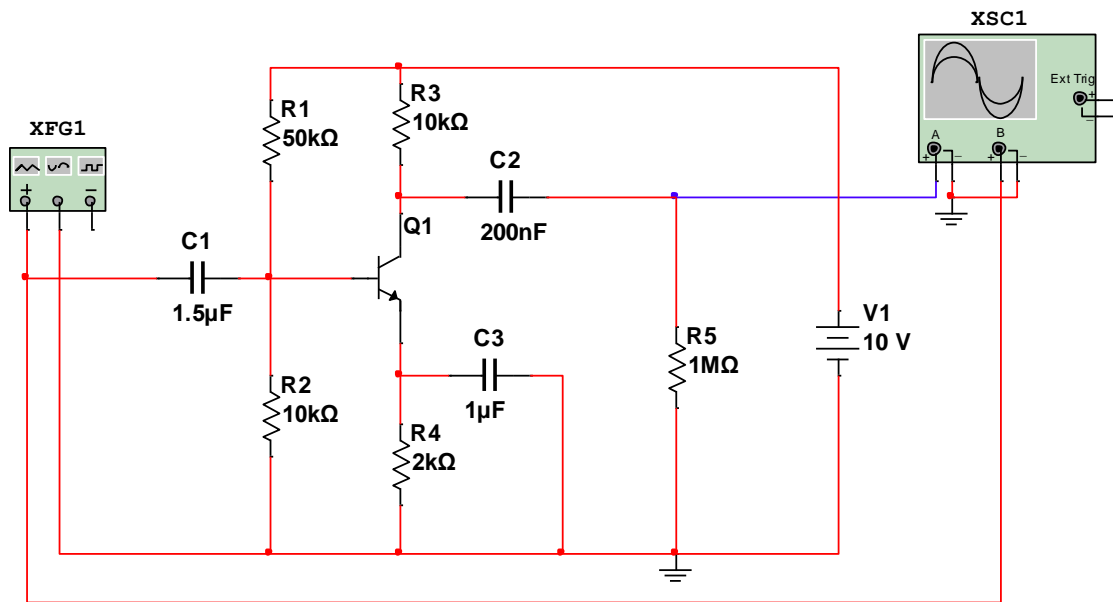 XSC1
Ext Trig
+
−
A
B
+
−
+
−
XFG1
+
−
R1
50kΩ
R3
10kΩ
C2
200nF
Q1
C1
1.5µF
V1
10 V
R5
1MΩ
C3
1µF
R2
10kΩ
R4
2kΩ